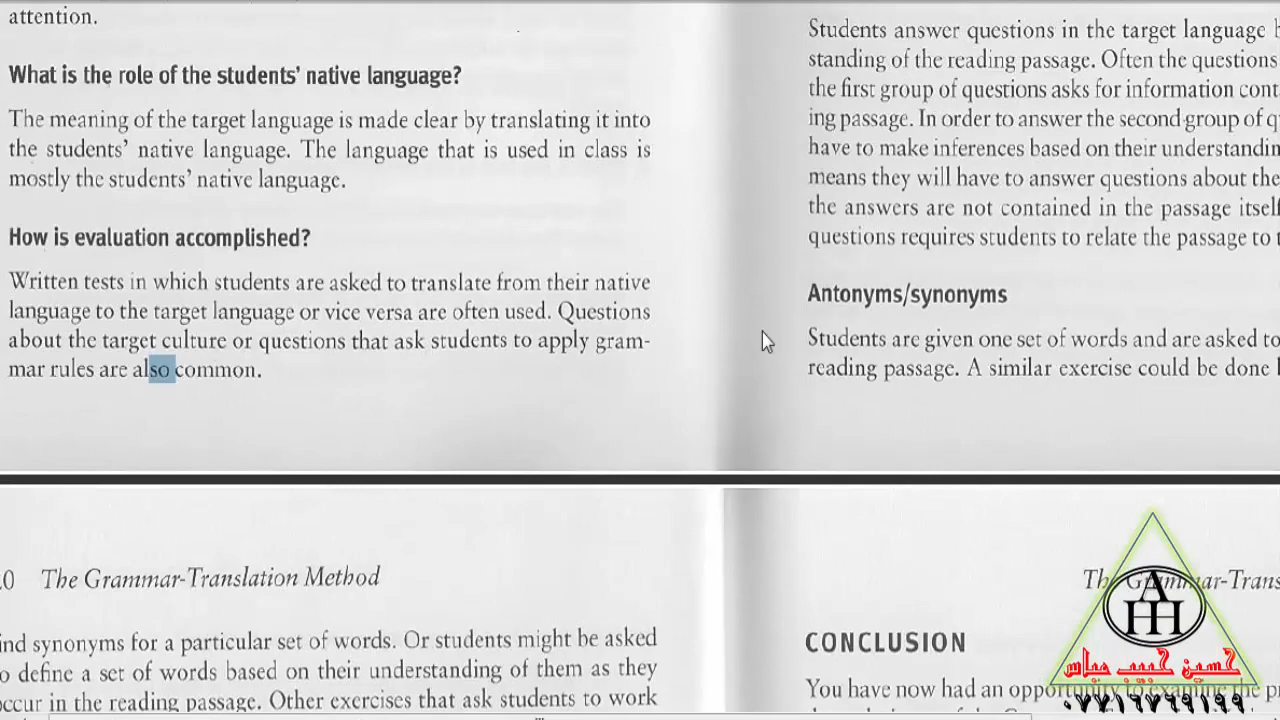 attention.
What is the role of the students' native language?
The meaning of the target language is made clear by translating it into
the students' native language. The language that is used in class is
mostly the students' native language.
How is evaluation accomplished?
Written tests in which students are asked to translate from their native
language to the target language or vice versa are often used. Questions
about the target culture or questions that ask students to apply gram-
mar rules are also common.
Students answer questions in the target language
standing of the reading passage. Often the questions
the first group of questions asks for information cont
ing passage. In order to answer the second group of q
have to make inferences based on their understandin
means they will have to answer questions about the
the answers are not contained in the passage itself
questions requires students to relate the passage to t
Antonyms/synonyms
Students are given one set of words and are asked to
reading passage. A similar exercise could be done
.0 The Grammar-Translation Method
ind synonyms for a particular set of words. Or students might be asked
o define a set of words based on their understanding of them as they
occur in the reading passage. Other exercises that ask students to work
The Grammar-Trans
CONCLUSION
You have now had an opportunity to examine the p
AHH
حسين حبيب عباس
٠٧٧١٦٧٦٩١٩٩